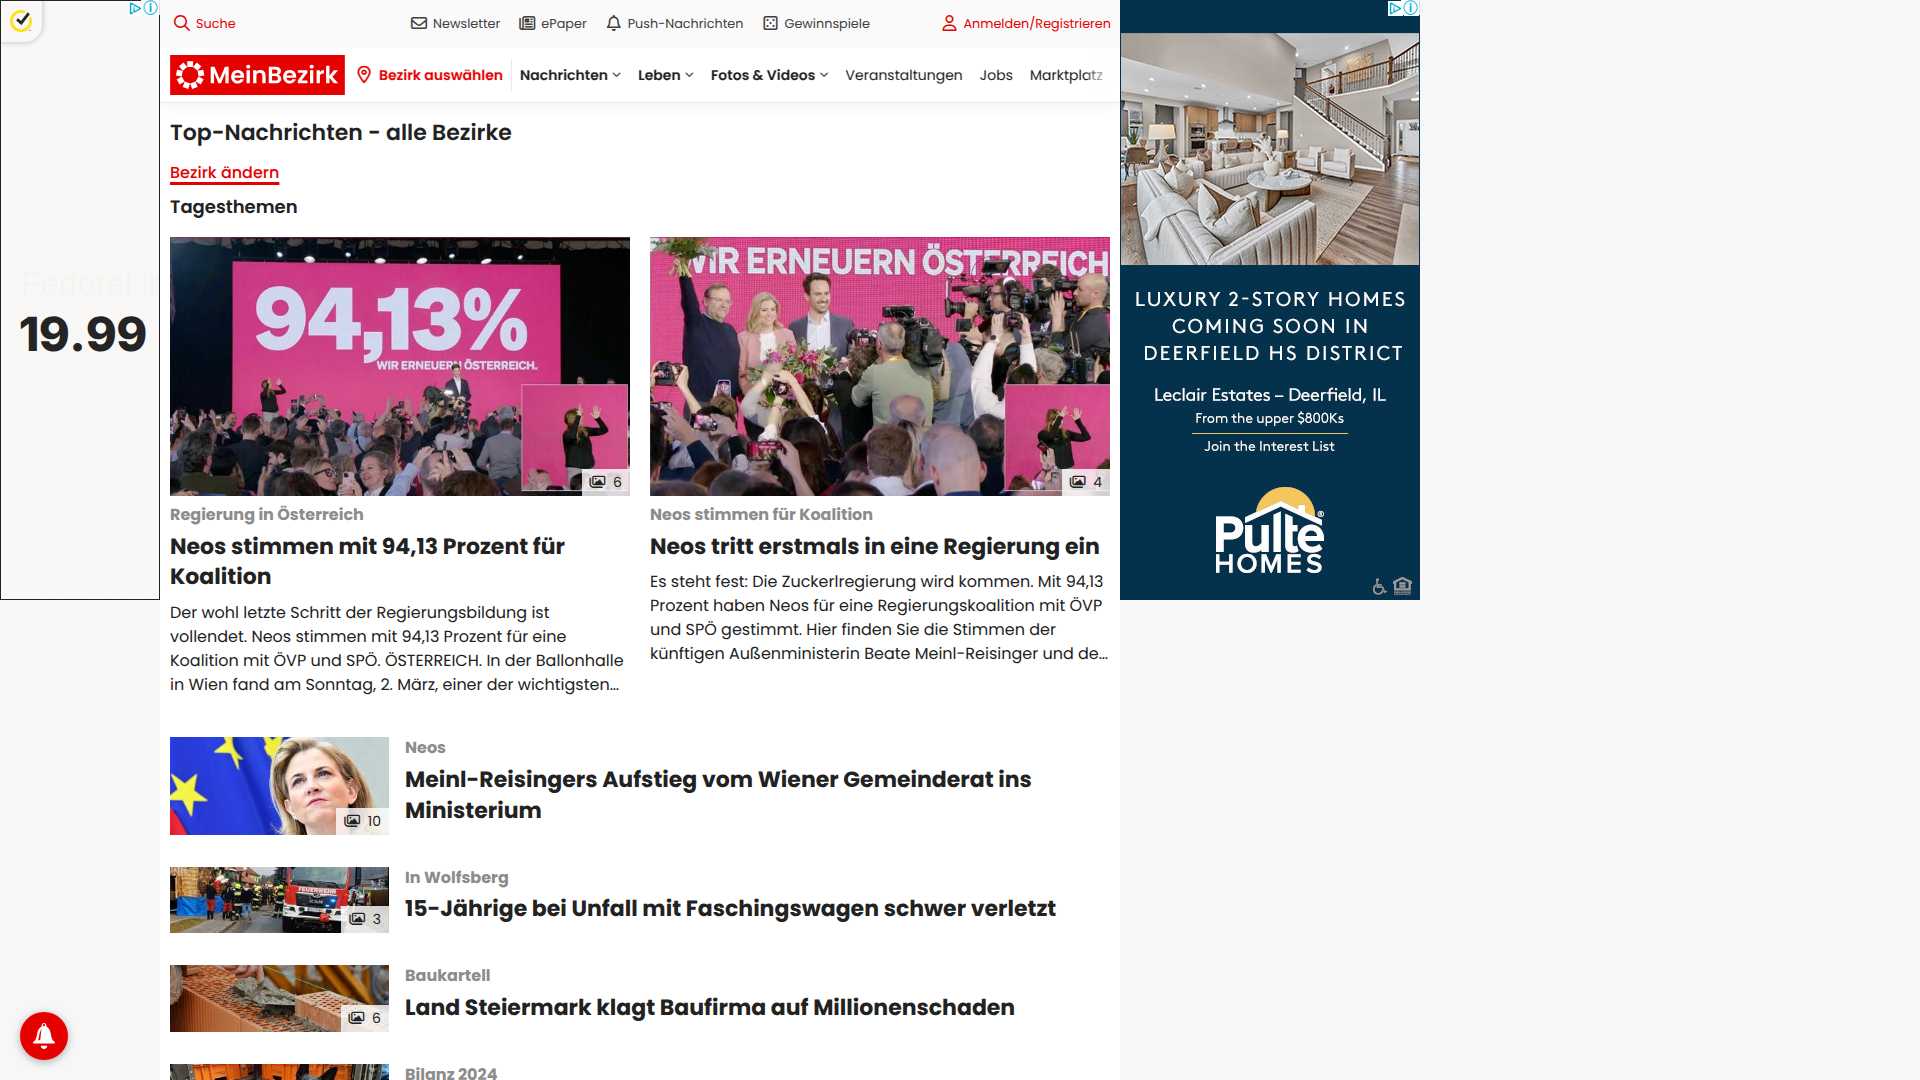 Suche
Newsletter
ePaper
Push-Nachrichten
Gewinnspiele
Anmelden/Registrieren
MeinBezirk
Bezirk auswählen
Nachrichten
Leben
Fotos & Videos
Veranstaltungen
Jobs
Marktplatz
Top-Nachrichten - alle Bezirke
Bezirk ändern
Tagesthemen
19.99
94,13%
WIR ERNEUERN ÖSTERREICH.
6
Regierung in Österreich
Neos stimmen mit 94,13 Prozent für
Koalition
Der wohl letzte Schritt der Regierungsbildung ist
vollendet. Neos stimmen mit 94,13 Prozent für eine
Koalition mit ÖVP und SPÖ. ÖSTERREICH. In der Ballonhalle
in Wien fand am Sonntag, 2. März, einer der wichtigsten...
WIR ERNEUERN ÖSTERREICH
4
Neos stimmen für Koalition
Neos tritt erstmals in eine Regierung ein
Es steht fest: Die Zuckerlregierung wird kommen. Mit 94,13
Prozent haben Neos für eine Regierungskoalition mit ÖVP
und SPÖ gestimmt. Hier finden Sie die Stimmen der
künftigen Außenministerin Beate Meinl-Reisinger und de...
10
Neos
Meinl-Reisingers Aufstieg vom Wiener Gemeinderat ins
Ministerium
FEUERWEHR
3
In Wolfsberg
15-Jährige bei Unfall mit Faschingswagen schwer verletzt
6
Baukartell
Land Steiermark klagt Baufirma auf Millionenschaden
Bilanz 2024
LUXURY 2-STORY HOMES
COMING SOON IN
DEERFIELD HS DISTRICT
Leclair Estates – Deerfield, IL
From the upper $800Ks
Join the Interest List
Pulte®
HOMES